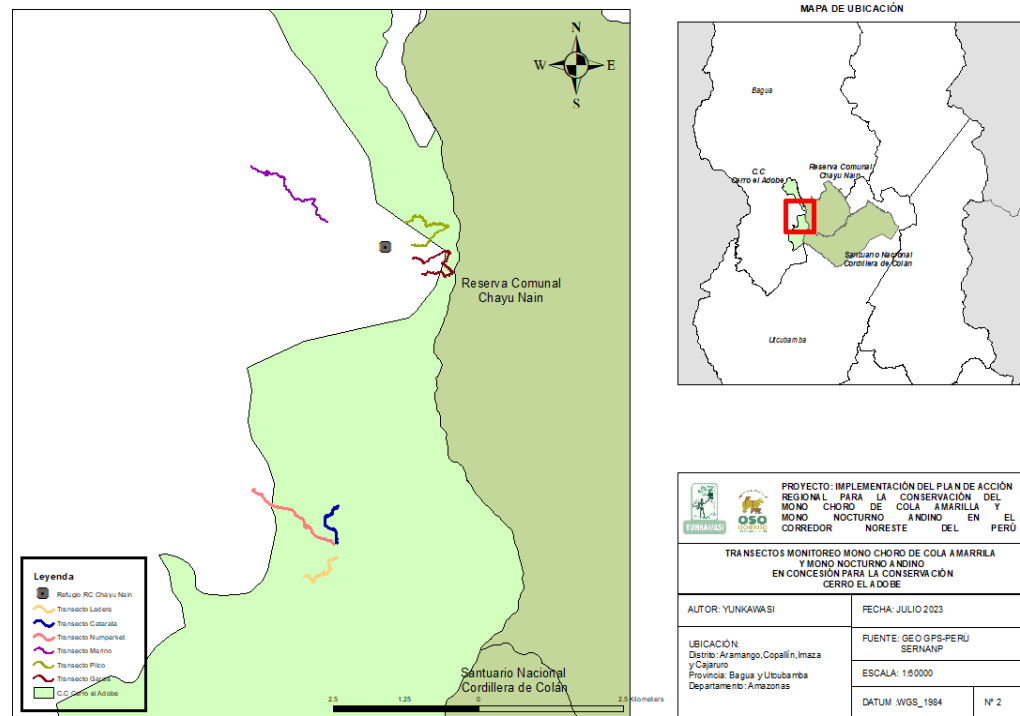 MAPA DE UBICACIÓN
N
W
E
S
Reserva Comunal
Chayu Nain
Santuario Nacional
Cordillera de Colán
2.5
1.25
0
2.5 Kilometers
Leyenda
Refugio RC Chayu Nain
Transecto Ladera
Transecto Catarata
Transecto Numparket
Transecto Marino
Transecto Pilco
Transecto
C.C Cerro el Adobe
Bagua
C.C
Cerro el Adobe
Reserva Comunal
Chayu Nain
Santuario Nacional
Cordillera de Colán
Utcubamba
YUNKAWASI
OSO
DORADO
PROYECTO: IMPLEMENTACIÓN DEL PLAN DE ACCIÓN
REGIONAL PARA LA CONSERVACIÓN DEL
MONO CHORO DE COLA AMARILLA Y
MONO NOCTURNO ANDINO EN EL
CORREDOR NORESTE DEL PERÚ
TRANSECTOS MONITOREO MONO CHORO DE COLA AMARRILA
Y MONO NOCTURNO ANDINO
EN CONCESIÓN PARA LA CONSERVACIÓN
CERRO EL ADOBE
AUTOR: YUNKAWASI
FECHA: JULIO 2023
UBICACIÓN:
Distrito: Aramango, Copallín, Imaza
y Cajaruro
Provincia: Bagua y Utcubamba
Departamento: Amazonas
FUENTE: GEO GPS-PERÚ
SERNANP
ESCALA: 1:50000
DATUM :WGS_1984
N° 2